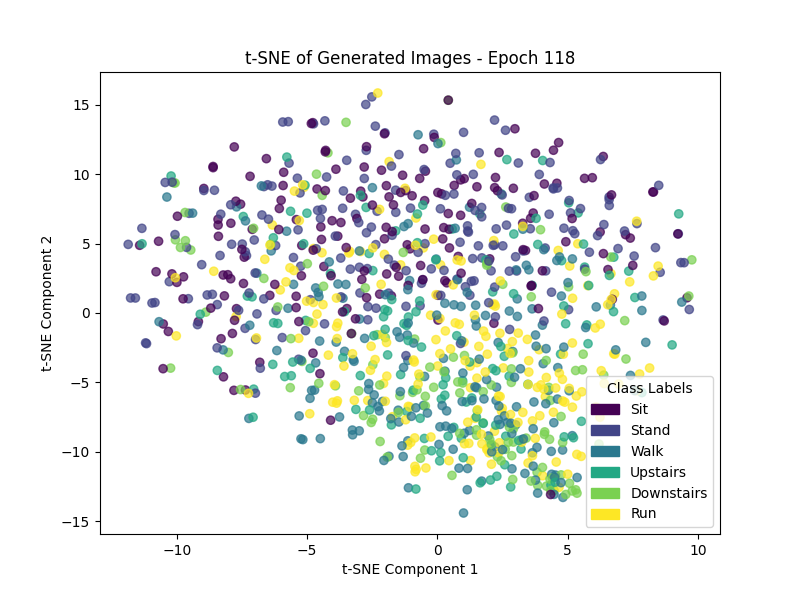 t-SNE of Generated Images - Epoch 118
t-SNE Component 2
15
10
5
0
−5
−10
−15
Class Labels
Sit
Stand
Walk
Upstairs
Downstairs
Run
−10
−5
0
5
10
t-SNE Component 1